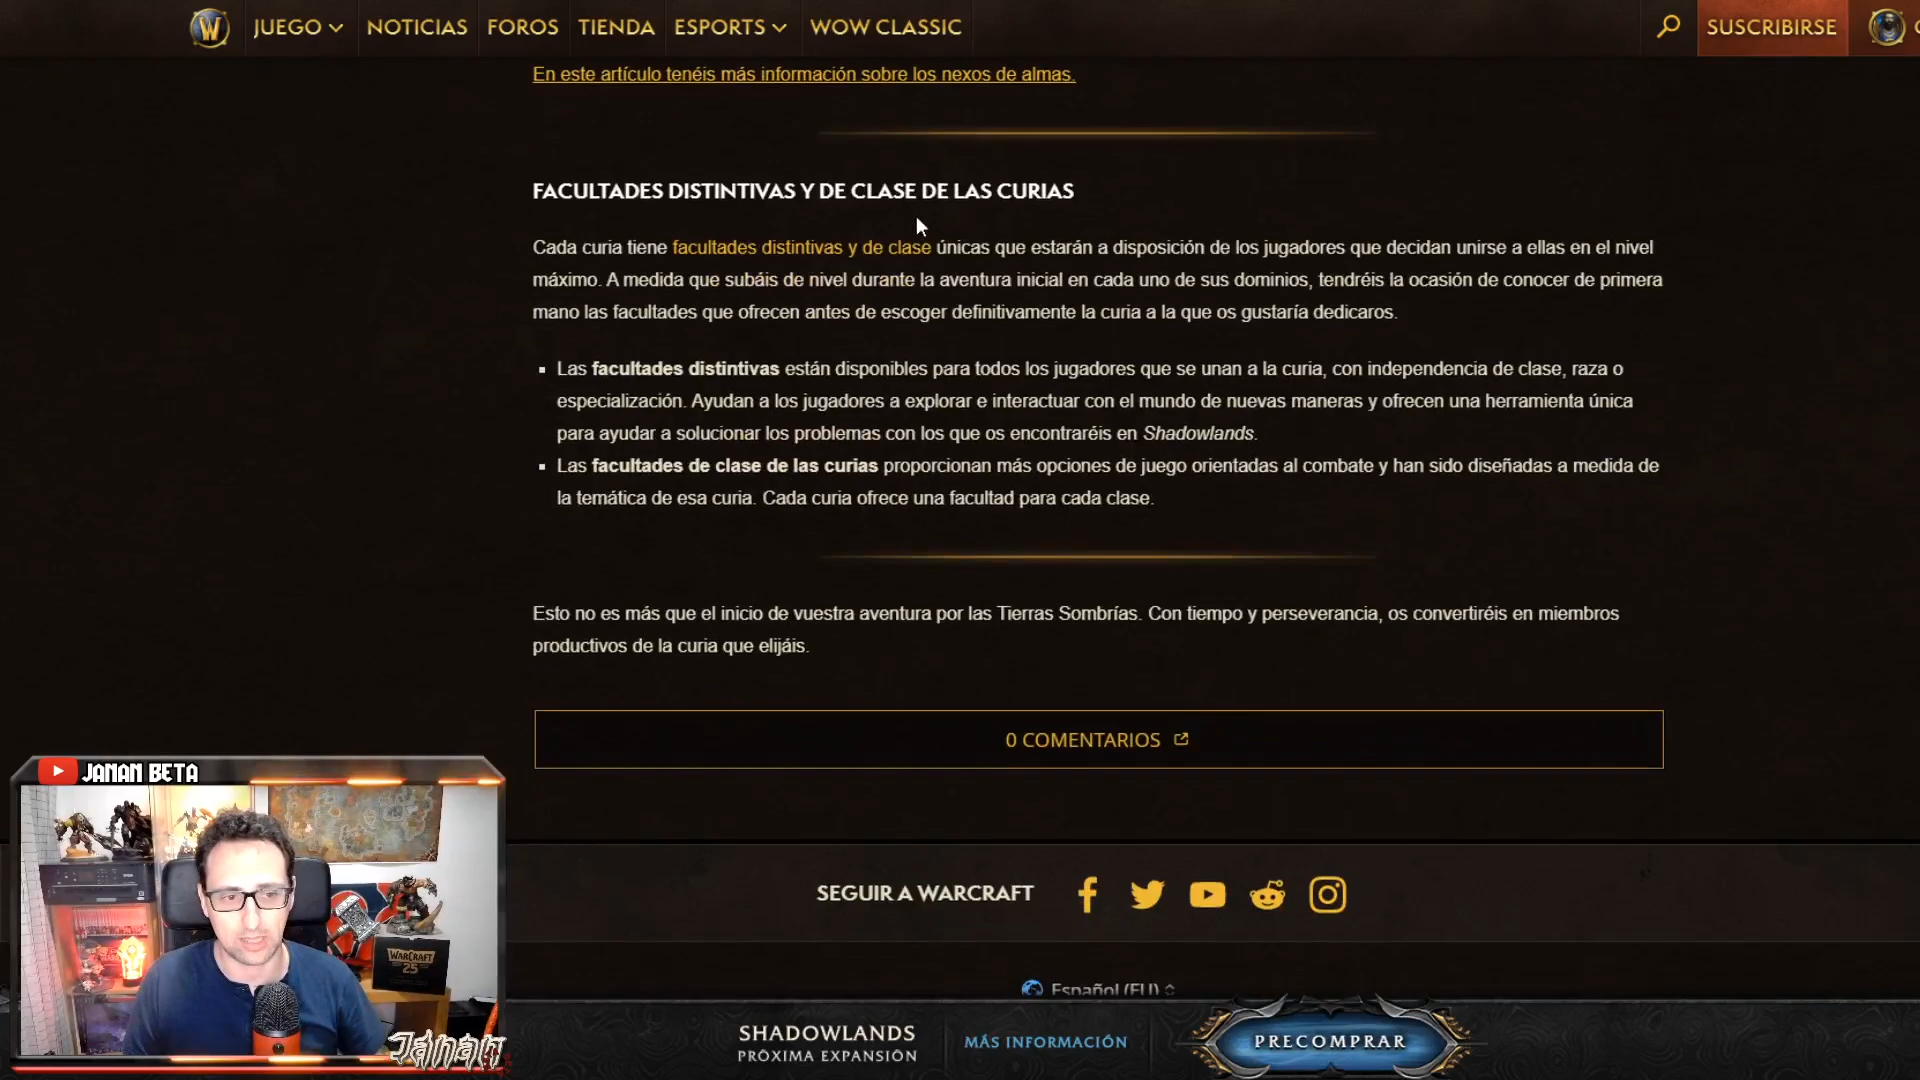 JUEGO NOTICIAS FOROS TIENDA ESPORTS WOW CLASSIC SUSCRIBIRSE
En este artículo tenéis más información sobre los nexos de almas.
FACULTADES DISTINTIVAS Y DE CLASE DE LAS CURIAS
Cada curia tiene facultades distintivas y de clase únicas que estarán a disposición de los jugadores que decidan unirse a ellas en el nivel
máximo. A medida que subáis de nivel durante la aventura inicial en cada uno de sus dominios, tendréis la ocasión de conocer de primera
mano las facultades que ofrecen antes de escoger definitivamente la curia a la que os gustaría dedicaros.
Las facultades distintivas están disponibles para todos los jugadores que se unan a la curia, con independencia de clase, raza o
especialización. Ayudan a los jugadores a explorar e interactuar con el mundo de nuevas maneras y ofrecen una herramienta única
para ayudar a solucionar los problemas con los que os encontraréis en Shadowlands.
Las facultades de clase de las curias proporcionan más opciones de juego orientadas al combate y han sido diseñadas a medida de
la temática de esa curia. Cada curia ofrece una facultad para cada clase.
Esto no es más que el inicio de vuestra aventura por las Tierras Sombrías. Con tiempo y perseverancia, os convertiréis en miembros
productivos de la curia que elijáis.
0 COMENTARIOS
JANAN BETA
WARCRAFT
25
Janan
SEGUIR A WARCRAFT
Español (EU)
SHADOWLANDS
PRÓXIMA EXPANSIÓN
MÁS INFORMACIÓN
PRECOMPRAR